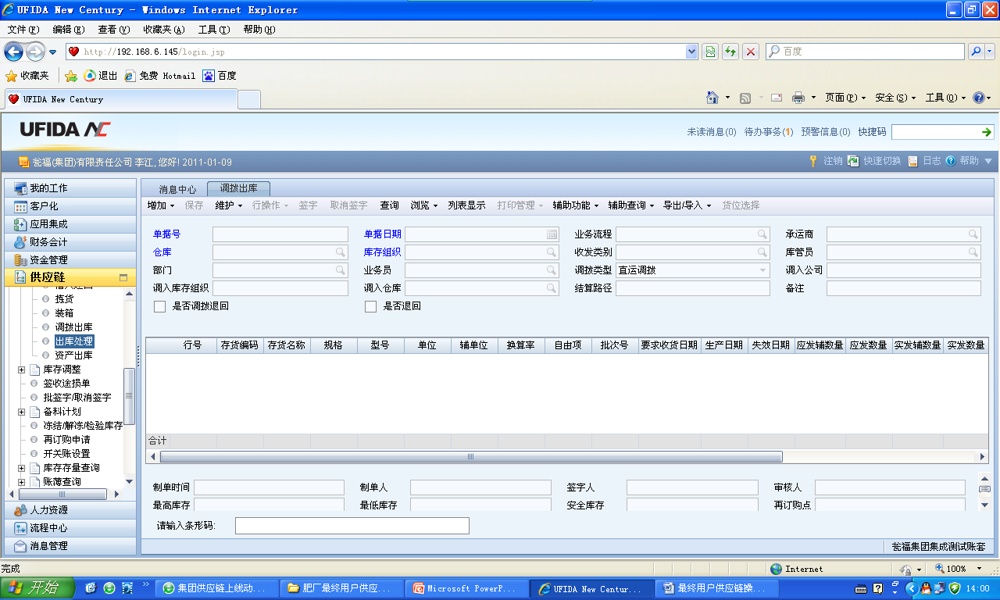 UFIDA New Century - Windows Internet Explorer
文件(F) 编辑(E) 查看(V) 收藏夹(A) 工具(T) 帮助(H)
http://192.168.6.145/login.jsp 百度
收藏夹 退出 免费 Hotmail 百度
UFIDA New Century 页面(P) 安全(S) 工具(O)
UFIDA NC 未读消息(0) 待办事务(1) 预警信息(0) 快捷码
瓮福(集团)有限责任公司 李江, 您好! 2011-01-09 注销 快速切换 日志 帮助
我的工作
客户化
应用集成
财务会计
资金管理
供应链
拣货
装箱
调拨出库
出库处理
资产出库
库存调整
签收途损单
批签字/取消签字
备料计划
冻结/解冻/检验库存
再订购申请
开关账设置
库存存量查询
账簿查询
人力资源
流程中心
消息管理
消息中心 调拨出库
增加 保存 维护 行操作 签字 取消签字 查询 浏览 列表显示 打印管理 辅助功能 辅助查询 导出/导入 货位选择
单据号 单据日期 业务流程 承运商
仓库 库存组织 收发类别 库管员
部门 业务员 调拨类型 直运调拨 调入公司
调入库存组织 调入仓库 结算路径 备注
是否调拨退回 是否退回
行号 存货编码 存货名称 规格 型号 单位 辅单位 换算率 自由项 批次号 要求收货日期 生产日期 失效日期 应发辅数量 应发数量 实发辅数量 实发数量
合计
制单时间 制单人 签字人 审核人
最高库存 最低库存 安全库存 再订购点
请输入条形码:
瓮福集团集成测试账套
完成 Internet 100%
开始 集团供应链上线动... 肥厂最终用户供应... Microsoft PowerP... UFIDA New Centur... 最终用户供应链操... 14:00